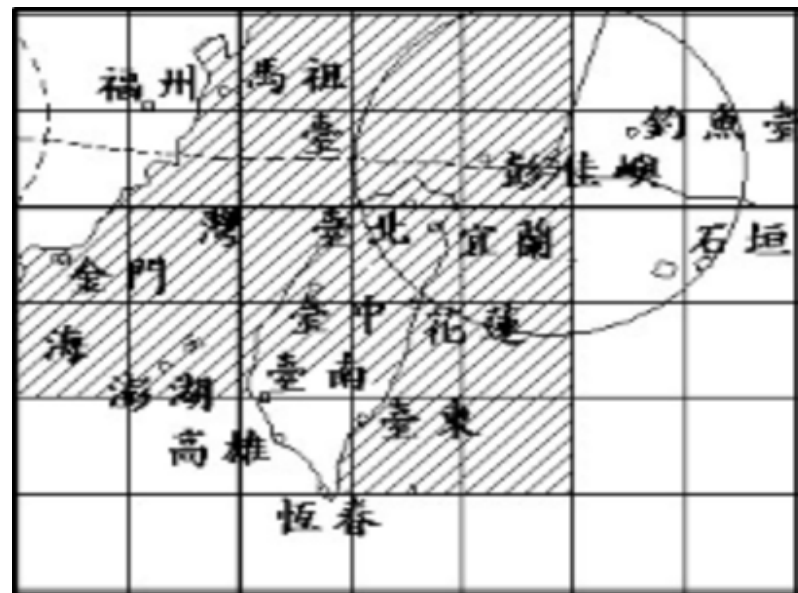 福州
馬祖
臺
釣魚臺
彭佳嶼
灣
臺北
宜蘭
石垣
金門
臺中
花蓮
海
臺南
澎湖
臺東
高雄
恆春